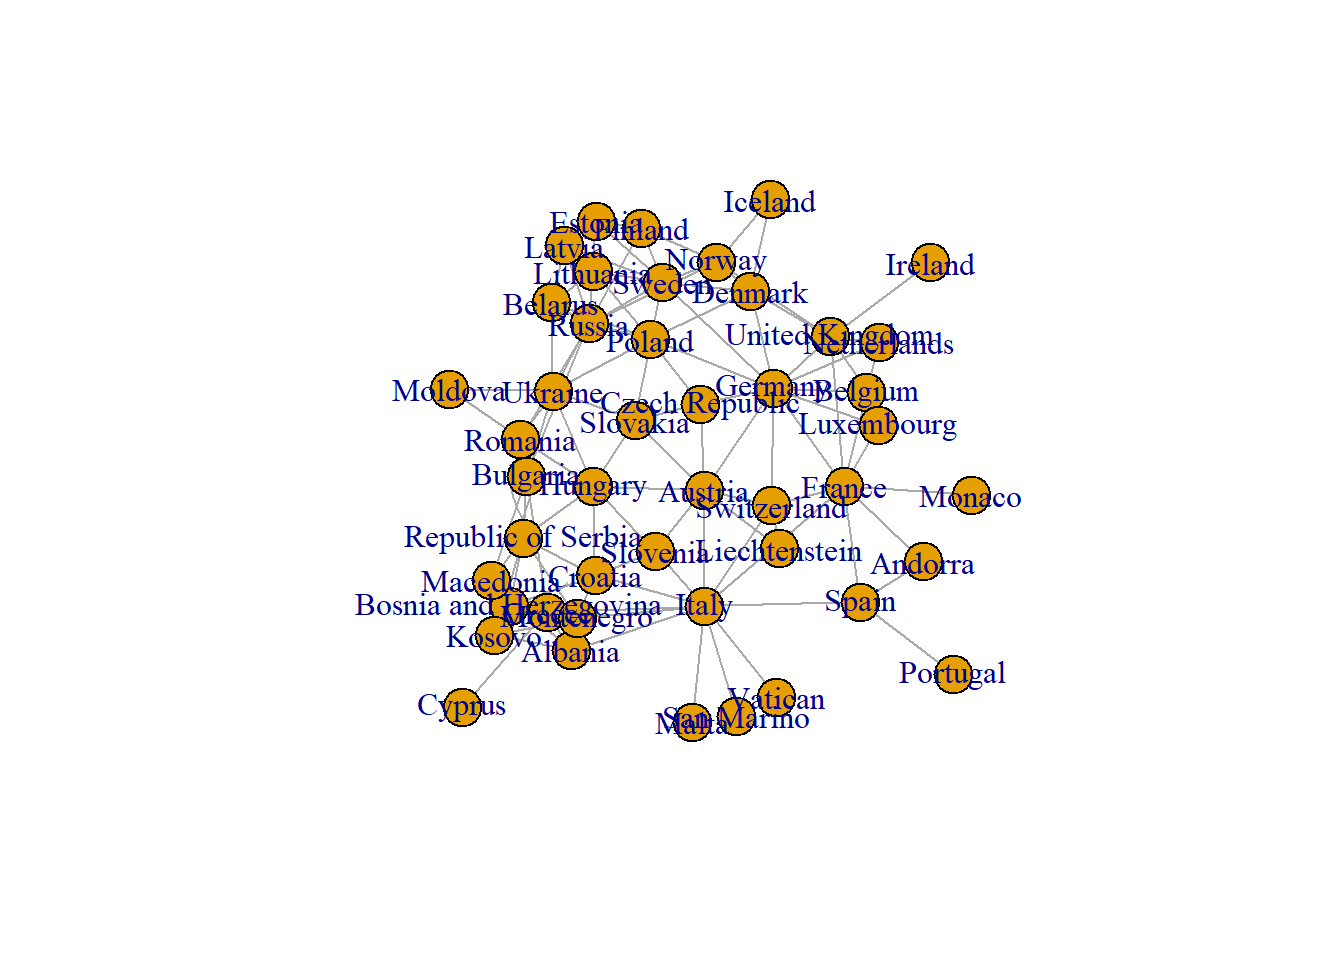 Iceland
Estonia
Finland
Latvia
Norway
Ireland
Lithuania
Sweden
Denmark
Belarus
Russia
United Kingdom
Poland
Netherlands
Moldova
Ukraine
Germany
Belgium
Czech Republic
Slovakia
Luxembourg
Romania
Bulgaria
Hungary
Austria
France
Monaco
Switzerland
Republic of Serbia
Slovenia
Liechtenstein
Andorra
Macedonia
Croatia
Bosnia and Herzegovina
Italy
Spain
Montenegro
Kosovo
Albania
Portugal
Cyprus
Vatican
San Marino
Malta